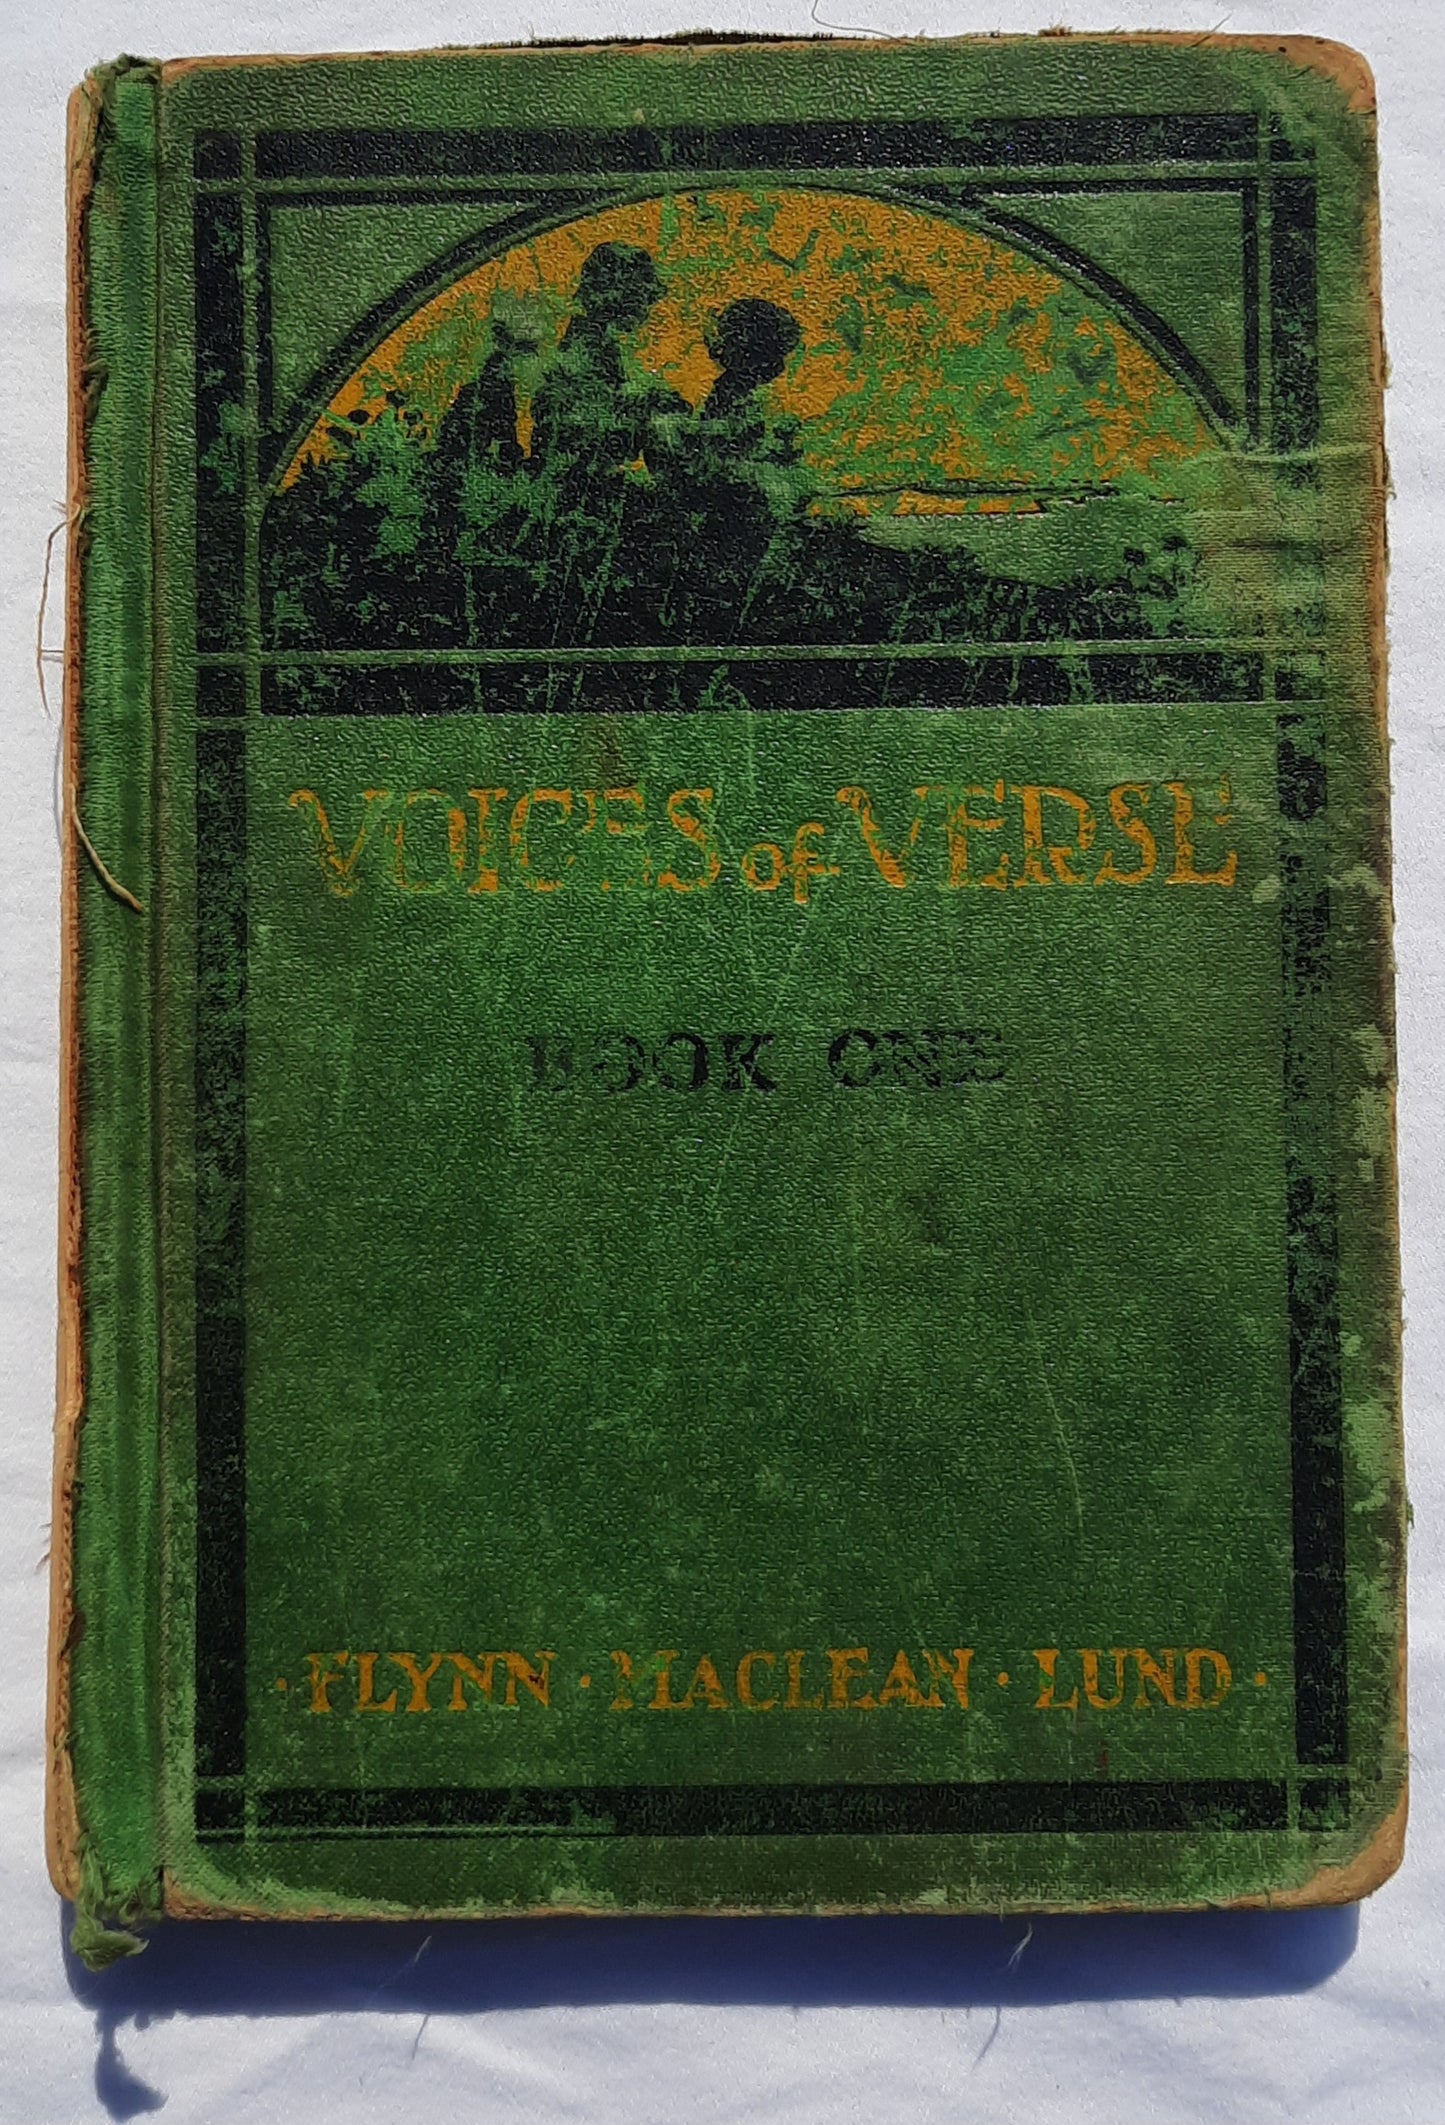 VOICES of VERSE
BOOK ONE
· FLYNN · MACLEAN · LUND ·